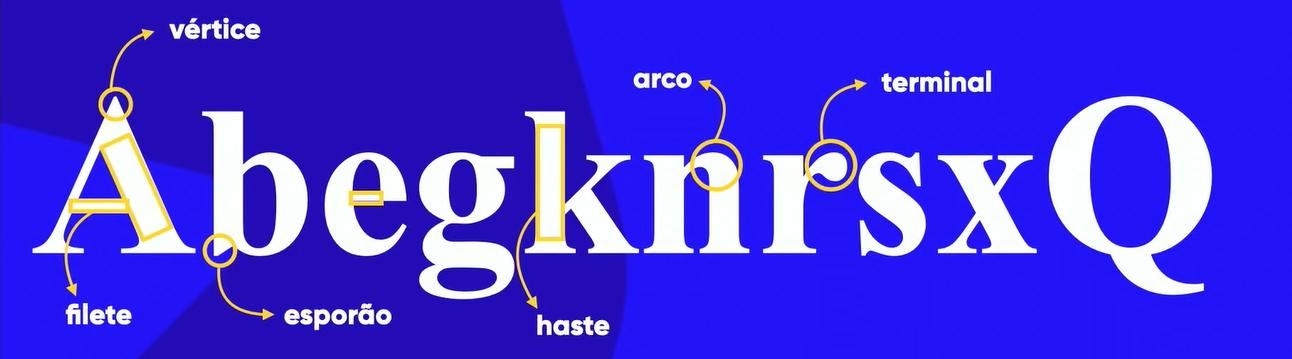 vértice
arco
terminal
AbegknrsxQ
filete
esporão
haste